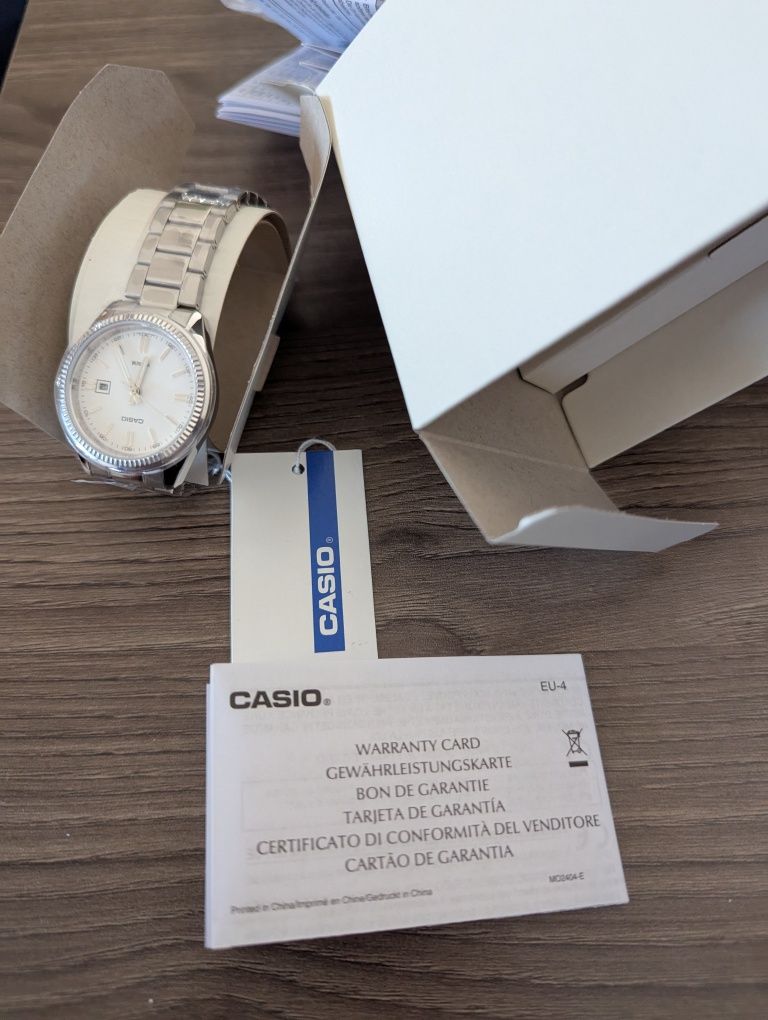 CASIO
CASIO®
CASIO®
EU-4
WARRANTY CARD
GEWÄHRLEISTUNGSKARTE
BON DE GARANTIE
TARJETA DE GARANTÍA
CERTIFICATO DI CONFORMITÀ DEL VENDITORE
CARTÃO DE GARANTIA
MO2404-E
Printed in China/Imprimé en Chine/Gedruckt in China